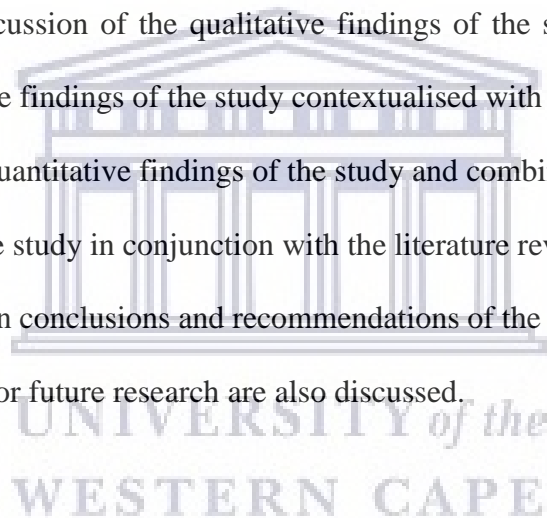 cussion of the qualitative findings of the s
e findings of the study contextualised with
uantitative findings of the study and combi
e study in conjunction with the literature rev
n conclusions and recommendations of the
or future research are also discussed.
UNIVERSITY of the
WESTERN CAPE